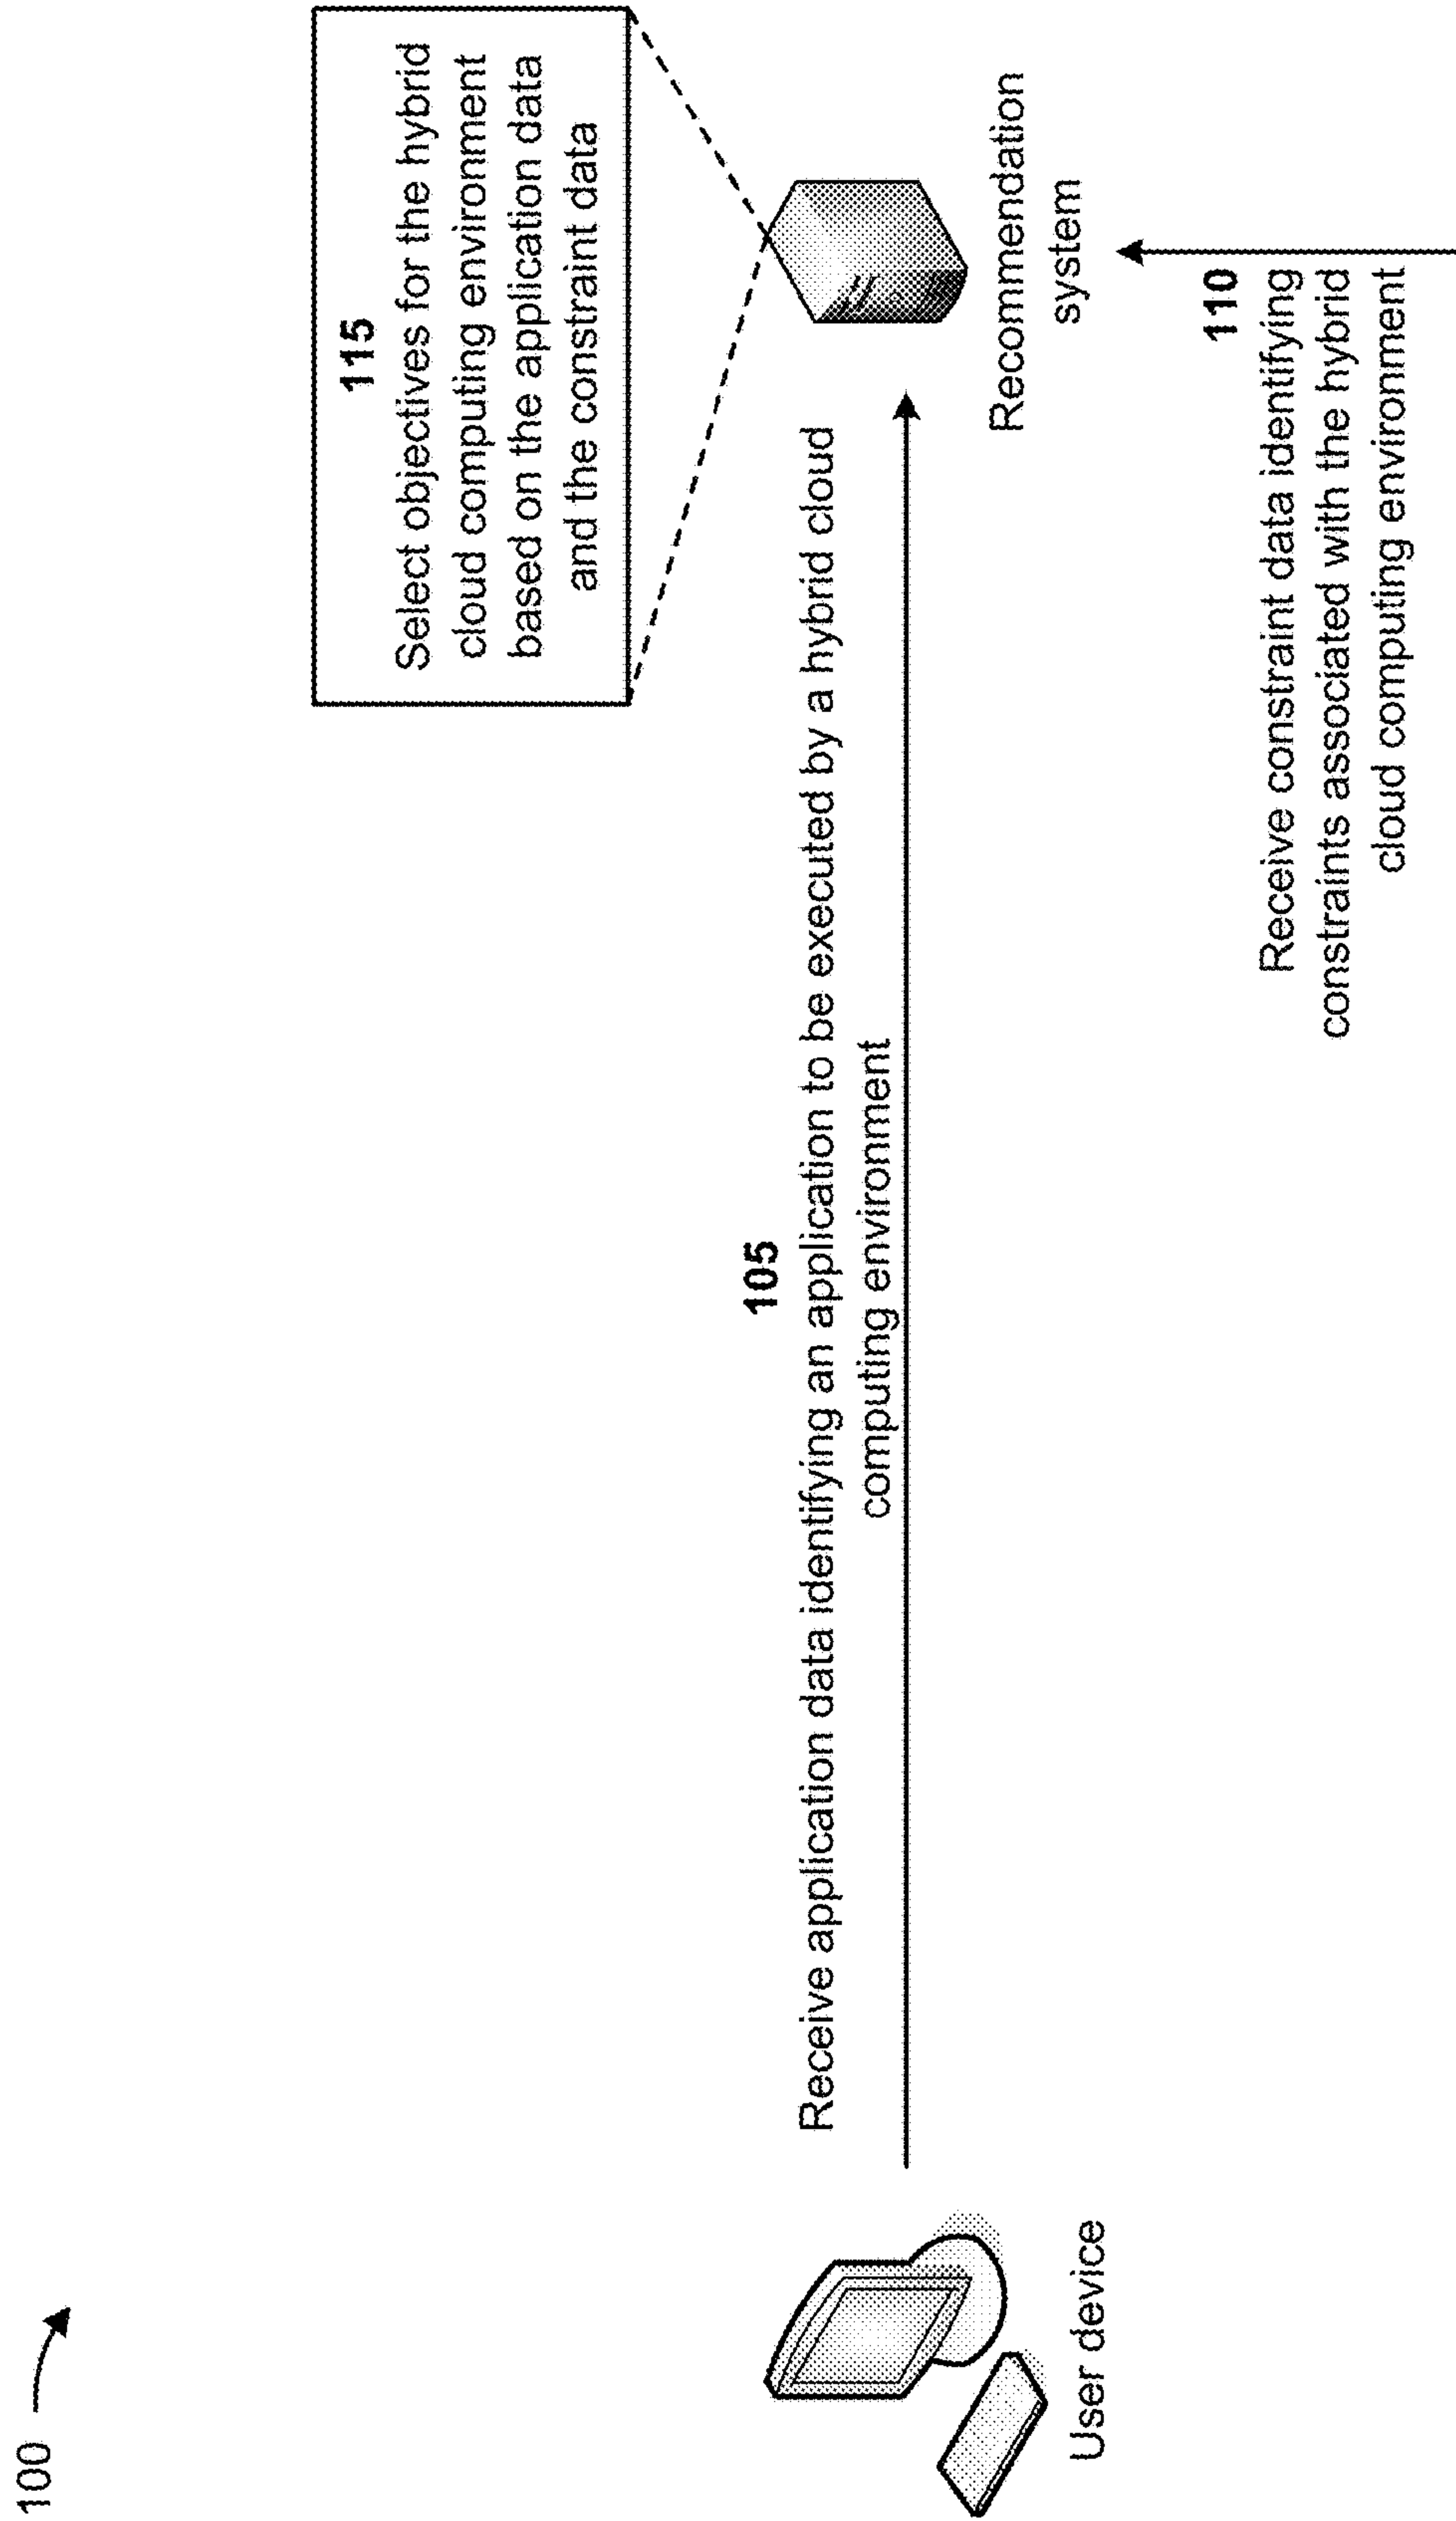 100
115
Select objectives for the hybrid
cloud computing environment
based on the application data
and the constraint data
105
Receive application data identifying an application to be executed by a hybrid cloud
computing environment
User device
Recommendation
system
110
Receive constraint data identifying
constraints associated with the hybrid
cloud computing environment